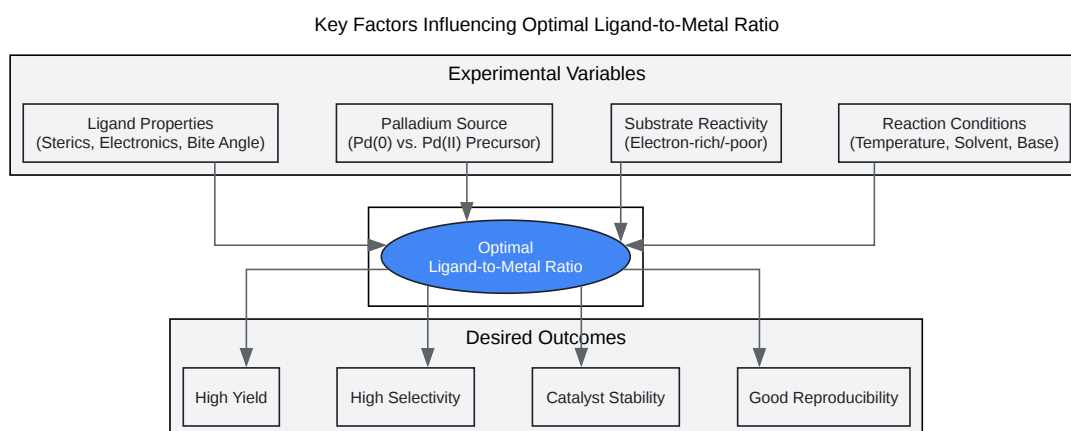 Key Factors Influencing Optimal Ligand-to-Metal Ratio
Experimental Variables
Ligand Properties
(Sterics, Electronics, Bite Angle)
Palladium Source
(Pd(0) vs. Pd(II) Precursor)
Substrate Reactivity
(Electron-rich/-poor)
Reaction Conditions
(Temperature, Solvent, Base)
Optimal
Ligand-to-Metal Ratio
Desired Outcomes
High Yield
High Selectivity
Catalyst Stability
Good Reproducibility